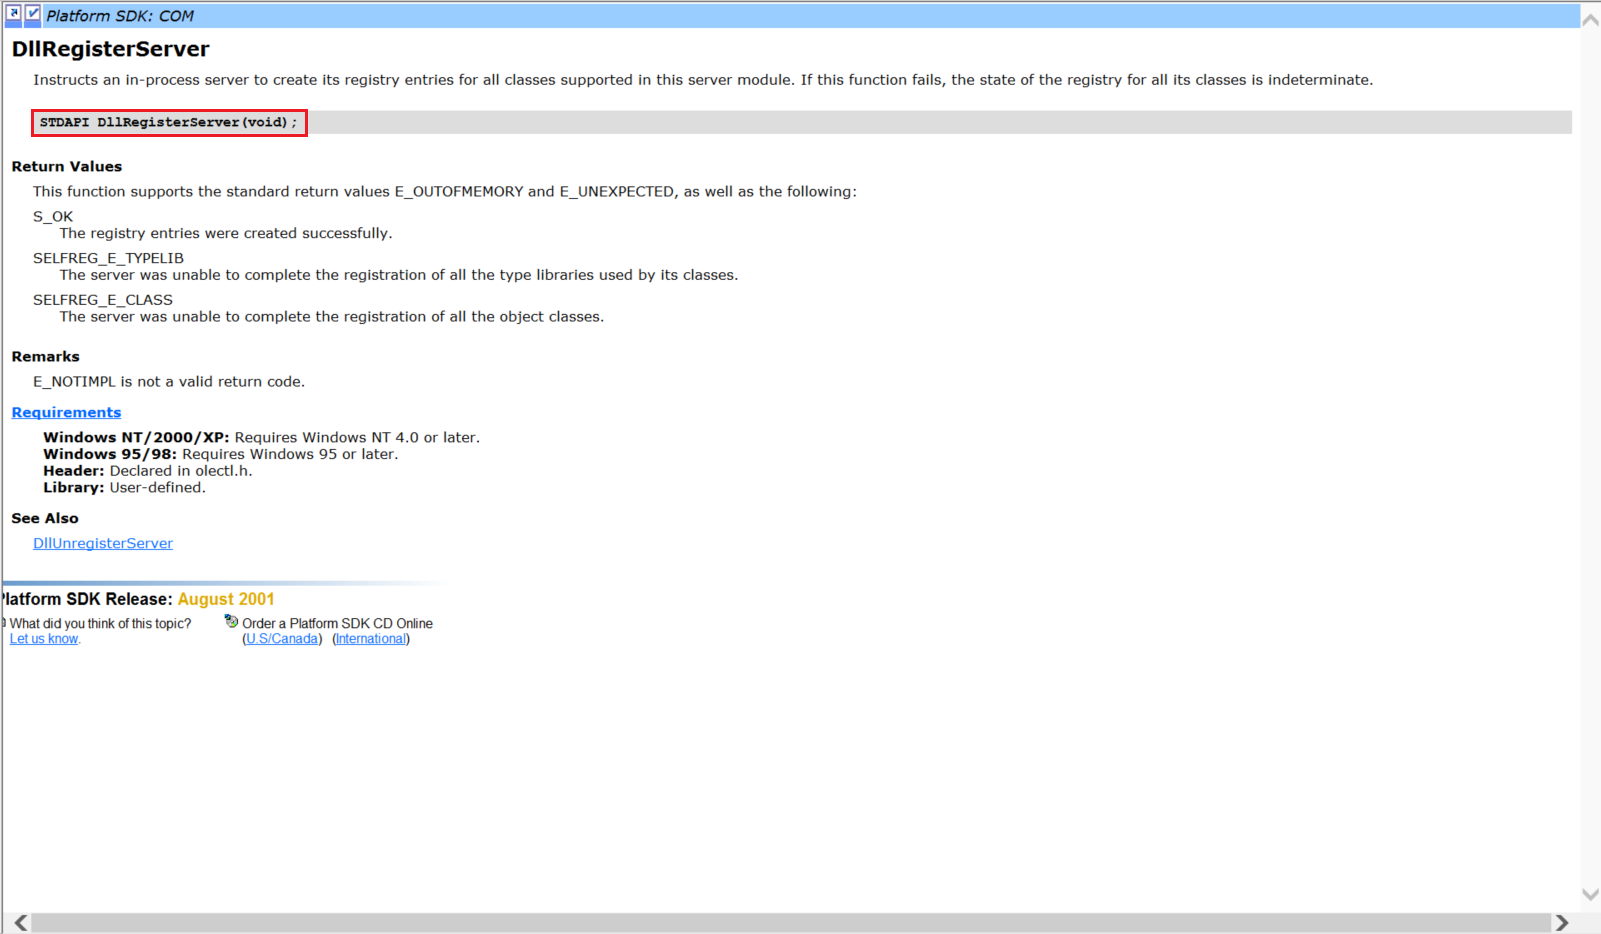 Platform SDK: COM
DllRegisterServer
Instructs an in-process server to create its registry entries for all classes supported in this server module. If this function fails, the state of the registry for all its classes is indeterminate.
STDAPI DllRegisterServer(void);
Return Values
This function supports the standard return values E_OUTOFMEMORY and E_UNEXPECTED, as well as the following:
S_OK
The registry entries were created successfully.
SELFREG_E_TYPELIB
The server was unable to complete the registration of all the type libraries used by its classes.
SELFREG_E_CLASS
The server was unable to complete the registration of all the object classes.
Remarks
E_NOTIMPL is not a valid return code.
Requirements
Windows NT/2000/XP: Requires Windows NT 4.0 or later.
Windows 95/98: Requires Windows 95 or later.
Header: Declared in olectl.h.
Library: User-defined.
See Also
DllUnregisterServer
Platform SDK Release: August 2001
What did you think of this topic?
Let us know.
Order a Platform SDK CD Online
(U.S/Canada) (International)